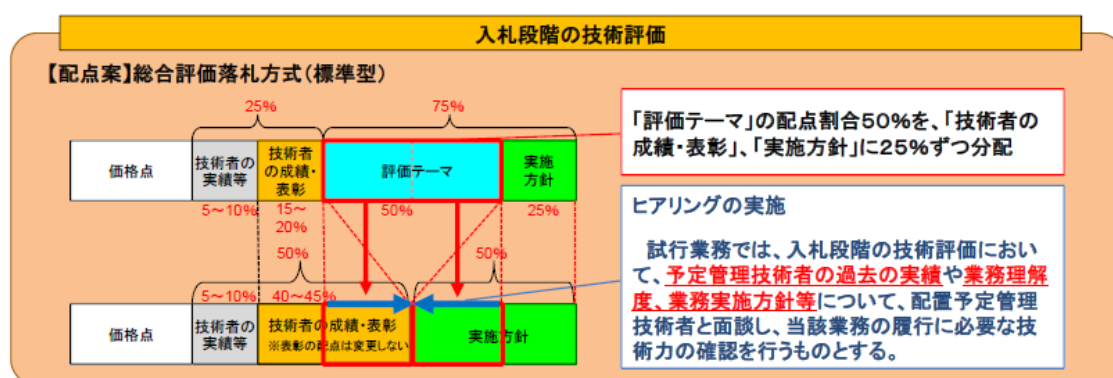 入札段階の技術評価
【配点案】総合評価落札方式(標準型)
25%
75%
価格点
技術者の
実績等
技術者
の成績・
表彰
評価テーマ
実施
方針
5~10%
15~
20%
50%
25%
50%
50%
5~10%
40~45%
価格点
技術者の
実績等
技術者の成績・表彰
※表彰の配点は変更しない
実施方針
「評価テーマ」の配点割合50%を、「技術者の
成績・表彰」、「実施方針」に25%ずつ分配
ヒアリングの実施
試行業務では、入札段階の技術評価におい
て、予定管理技術者の過去の実績や業務理解
度、業務実施方針等について、配置予定管理
技術者と面談し、当該業務の履行に必要な技
術力の確認を行うものとする。